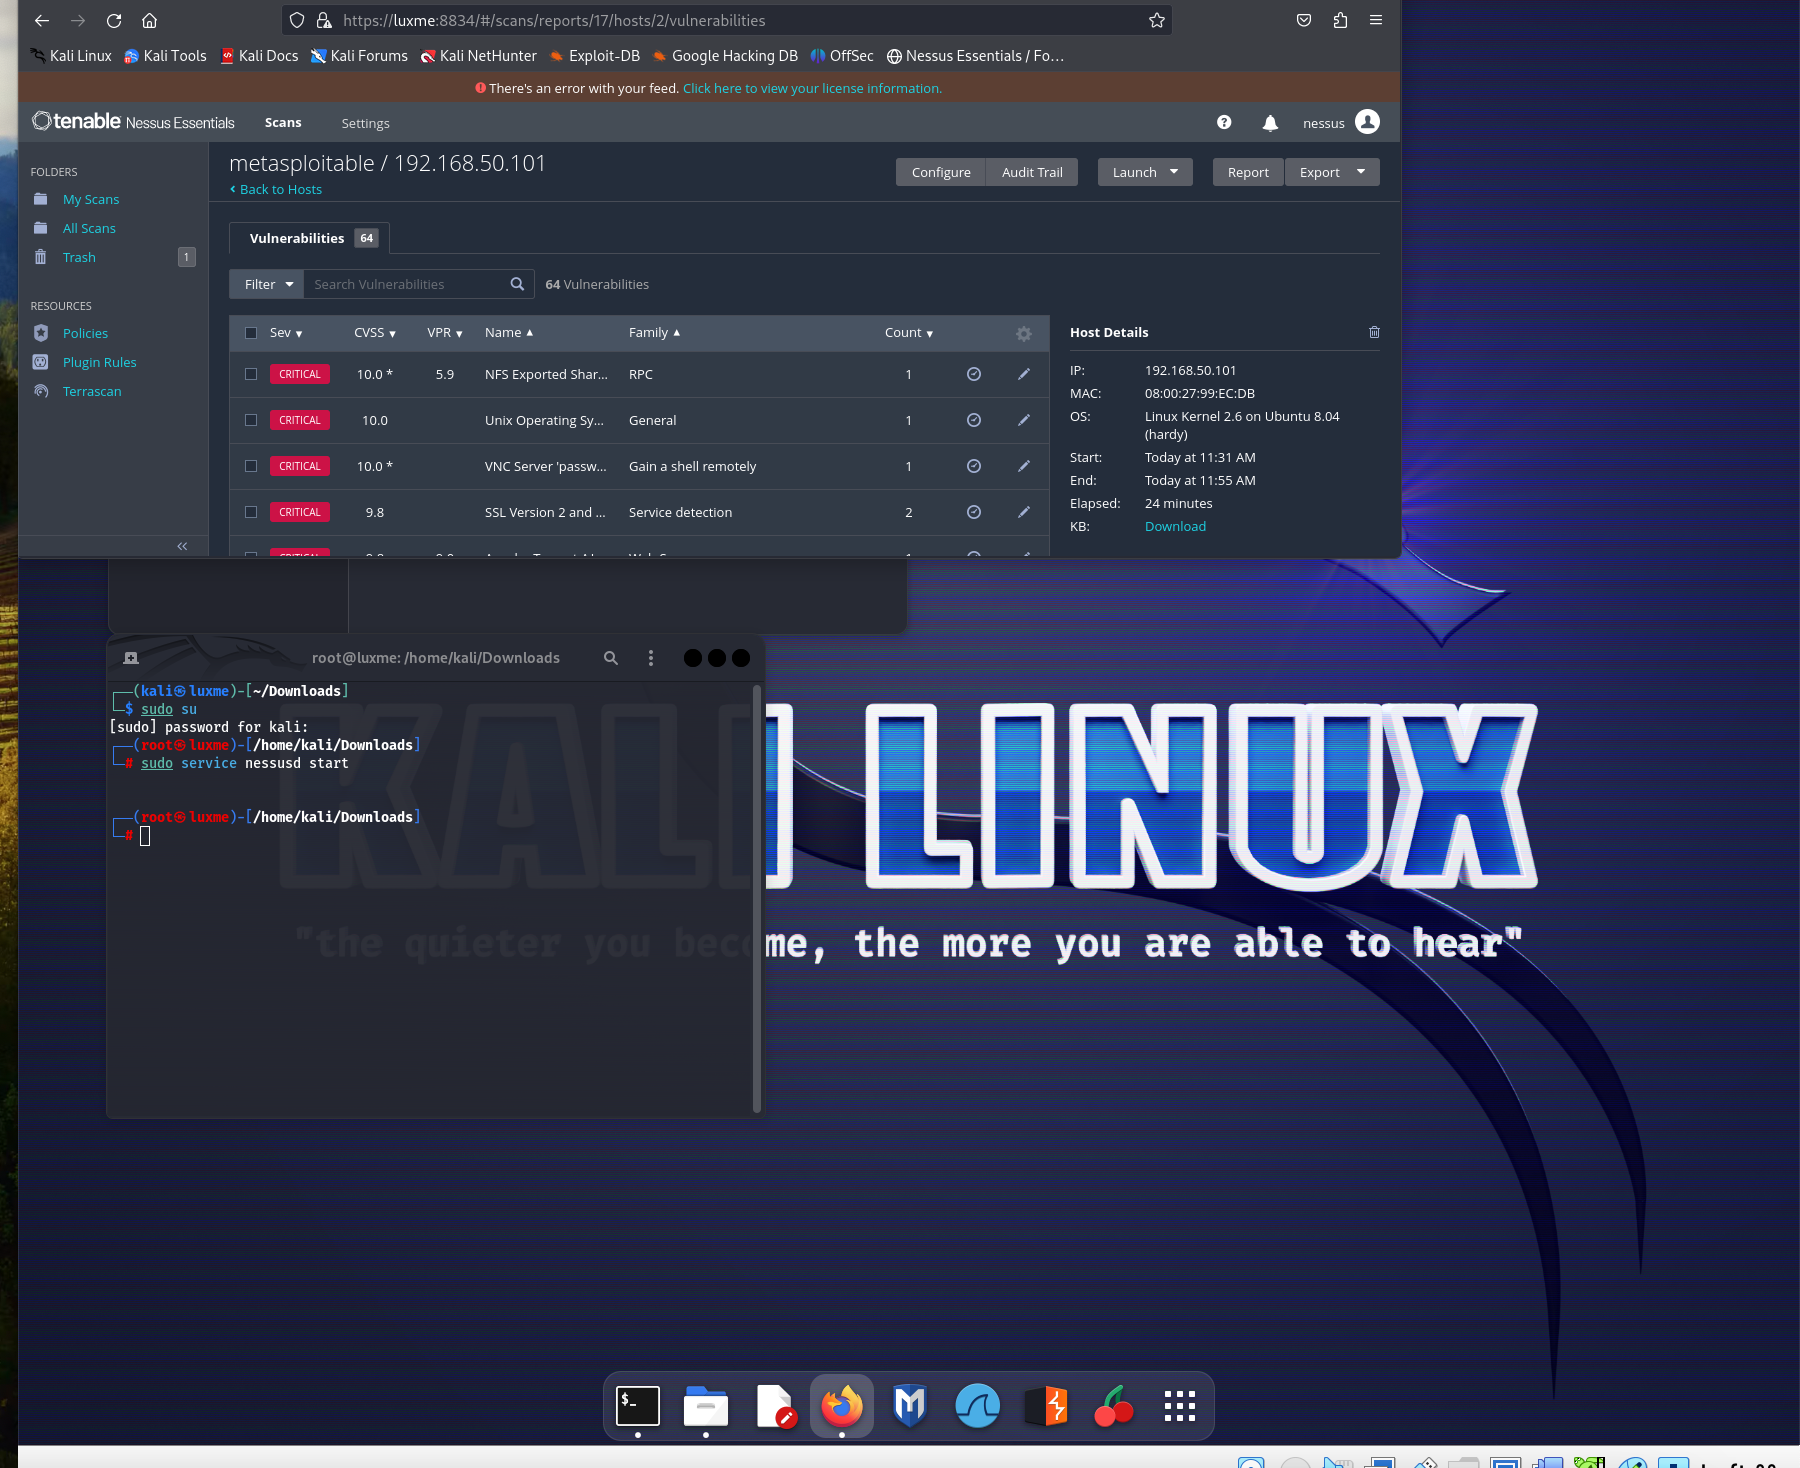 https://luxme:8834/#/scans/reports/17/hosts/2/vulnerabilities
Kali Linux Kali Tools Kali Docs Kali Forums Kali NetHunter Exploit-DB Google Hacking DB OffSec Nessus Essentials / Fo...
There's an error with your feed. Click here to view your license information.
tenable Nessus Essentials Scans Settings nessus
FOLDERS
My Scans
All Scans
Trash 1
RESOURCES
Policies
Plugin Rules
Terrascan
metasploitable / 192.168.50.101
Back to Hosts
Configure Audit Trail Launch Report Export
Vulnerabilities 64
Filter Search Vulnerabilities 64 Vulnerabilities
Sev CVSS VPR Name Family Count
CRITICAL 10.0 * 5.9 NFS Exported Shar... RPC 1
CRITICAL 10.0 Unix Operating Sy... General 1
CRITICAL 10.0 * VNC Server 'passw... Gain a shell remotely 1
CRITICAL 9.8 SSL Version 2 and ... Service detection 2
Host Details
IP: 192.168.50.101
MAC: 08:00:27:99:EC:DB
OS: Linux Kernel 2.6 on Ubuntu 8.04
(hardy)
Start: Today at 11:31 AM
End: Today at 11:55 AM
Elapsed: 24 minutes
KB: Download
root@luxme: /home/kali/Downloads
(kali㉿luxme)-[~/Downloads]
$ sudo su
[sudo] password for kali:
(root㉿luxme)-[/home/kali/Downloads]
# sudo service nessusd start
(root㉿luxme)-[/home/kali/Downloads]
#
KALI LINUX
"the quieter you become, the more you are able to hear"